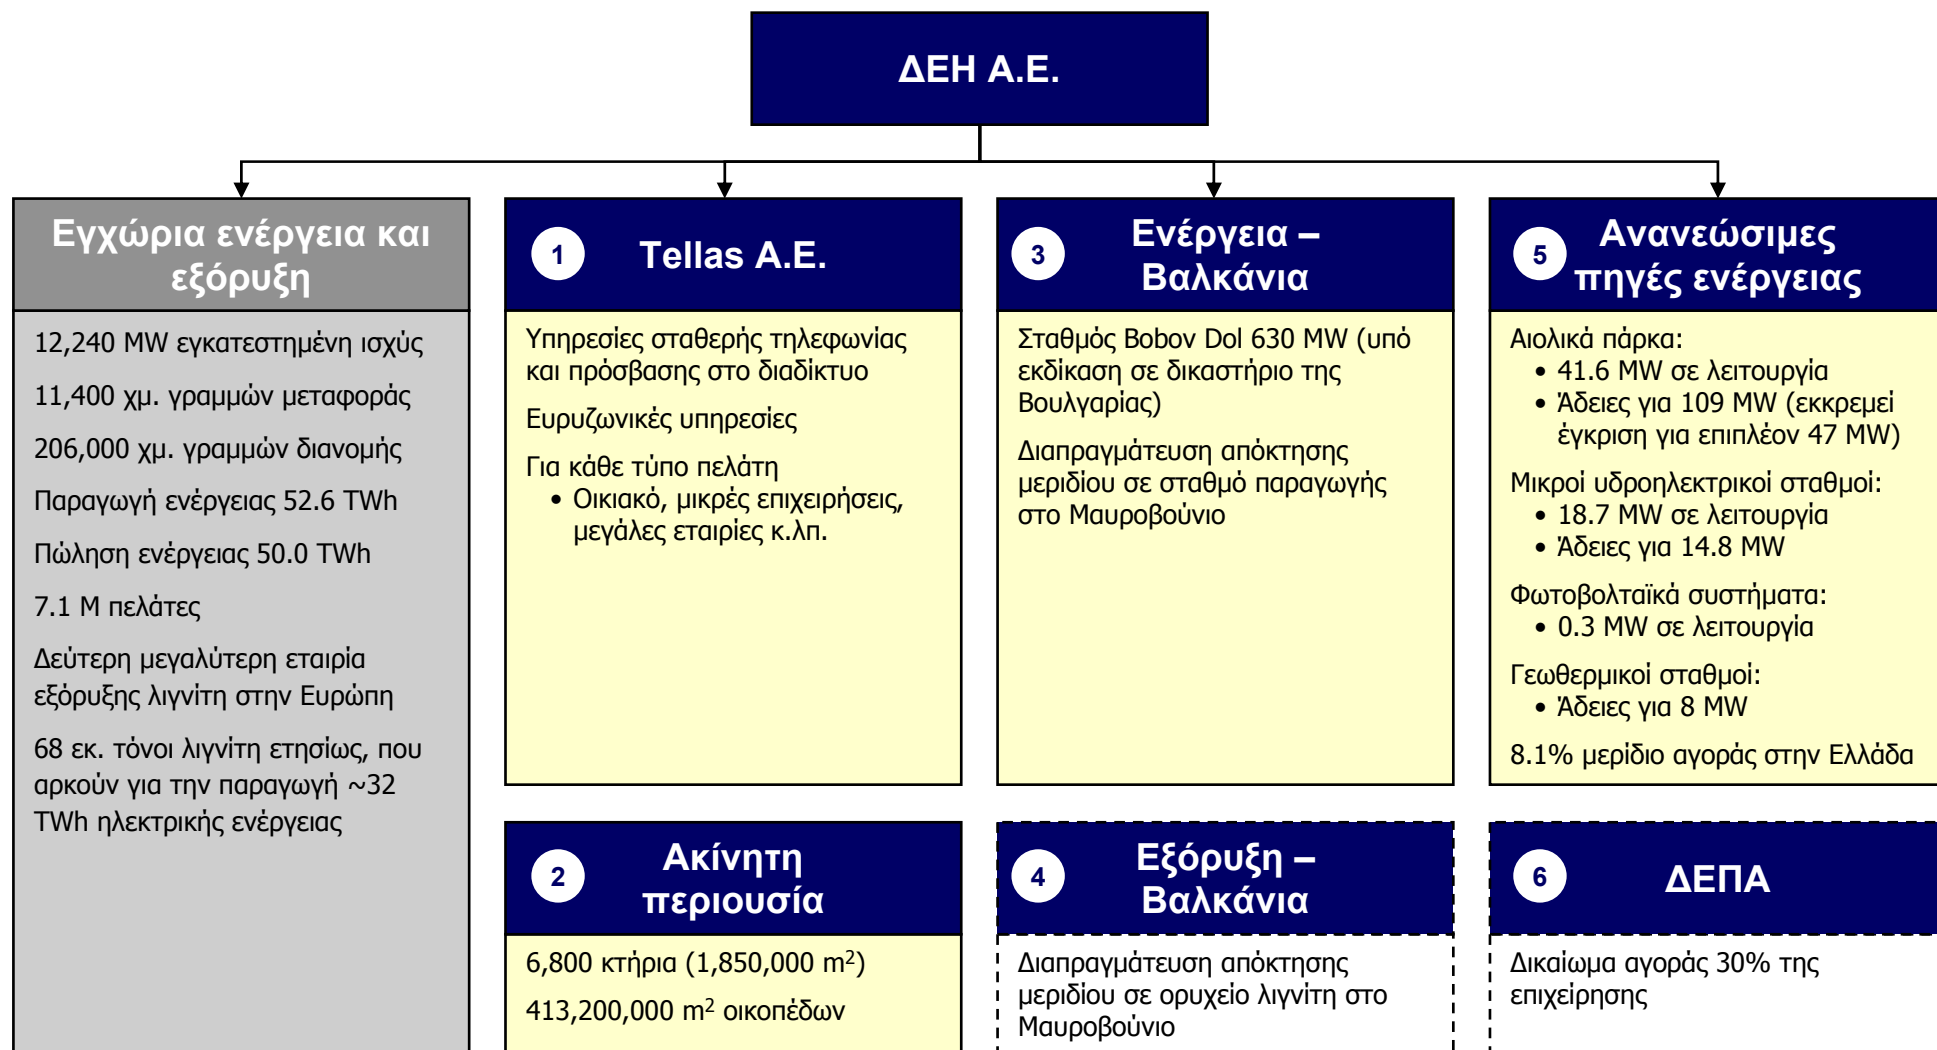 ΔΕΗ Α.Ε.
Εγχώρια ενέργεια και
εξόρυξη
12,240 MW εγκατεστημένη ισχύς
11,400 χμ. γραμμών μεταφοράς
206,000 χμ. γραμμών διανομής
Παραγωγή ενέργειας 52.6 TWh
Πώληση ενέργειας 50.0 TWh
7.1 M πελάτες
Δεύτερη μεγαλύτερη εταιρία
εξόρυξης λιγνίτη στην Ευρώπη
68 εκ. τόνοι λιγνίτη ετησίως, που
αρκούν για την παραγωγή ~32
TWh ηλεκτρικής ενέργειας
1 Tellas A.E.
Υπηρεσίες σταθερής τηλεφωνίας
και πρόσβασης στο διαδίκτυο
Ευρυζωνικές υπηρεσίες
Για κάθε τύπο πελάτη
• Οικιακό, μικρές επιχειρήσεις,
μεγάλες εταιρίες κ.λπ.
2 Ακίνητη
περιουσία
6,800 κτήρια (1,850,000 m²)
413,200,000 m² οικοπέδων
3 Ενέργεια –
Βαλκάνια
Σταθμός Bobov Dol 630 MW (υπό
εκδίκαση σε δικαστήριο της
Βουλγαρίας)
Διαπραγμάτευση απόκτησης
μεριδίου σε σταθμό παραγωγής
στο Μαυροβούνιο
4 Εξόρυξη –
Βαλκάνια
Διαπραγμάτευση απόκτησης
μεριδίου σε ορυχείο λιγνίτη στο
Μαυροβούνιο
5 Ανανεώσιμες
πηγές ενέργειας
Αιολικά πάρκα:
• 41.6 MW σε λειτουργία
• Άδειες για 109 MW (εκκρεμεί
έγκριση για επιπλέον 47 MW)
Μικροί υδροηλεκτρικοί σταθμοί:
• 18.7 MW σε λειτουργία
• Άδειες για 14.8 MW
Φωτοβολταϊκά συστήματα:
• 0.3 MW σε λειτουργία
Γεωθερμικοί σταθμοί:
• Άδειες για 8 MW
8.1% μερίδιο αγοράς στην Ελλάδα
6 ΔΕΠΑ
Δικαίωμα αγοράς 30% της
επιχείρησης